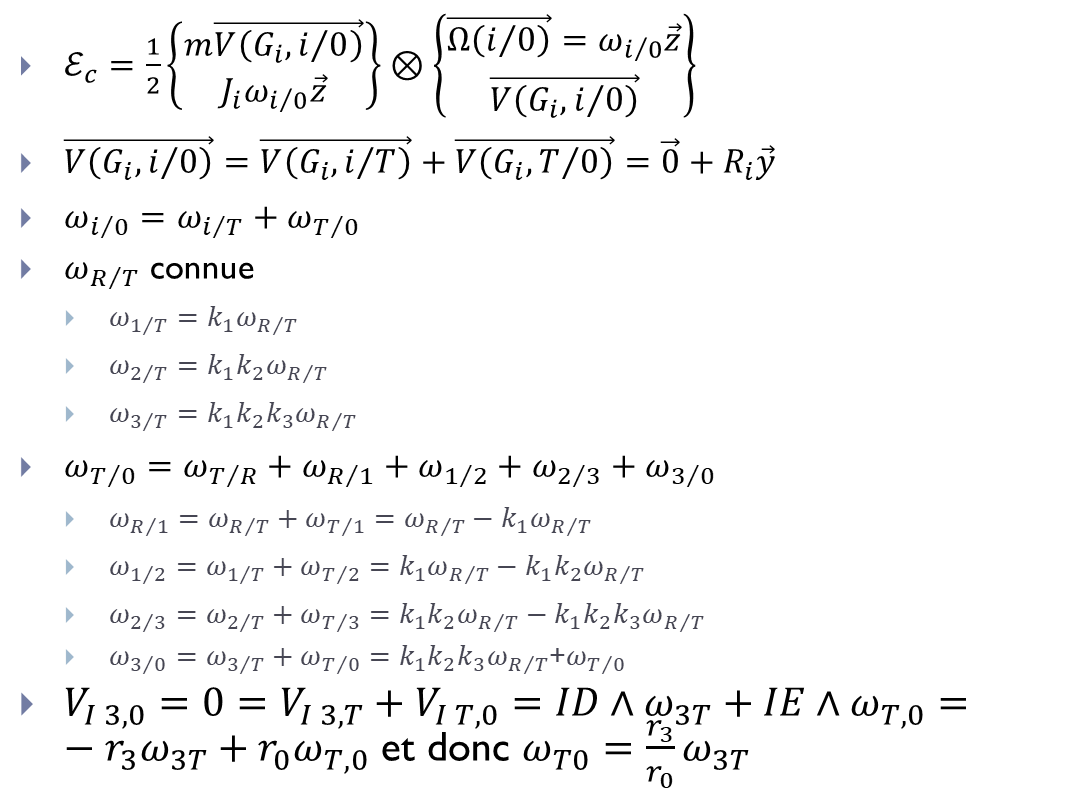 ℰ_c = 1/2 {mV(G_i, i/0)⃗ ; J_i ω_{i/0} z⃗} ⊗ {Ω(i/0)⃗ = ω_{i/0} z⃗ ; V(G_i, i/0)⃗}
V(G_i, i/0)⃗ = V(G_i, i/T)⃗ + V(G_i, T/0)⃗ = 0⃗ + R_i y⃗
ω_{i/0} = ω_{i/T} + ω_{T/0}
ω_{R/T} connue
ω_{1/T} = k_1 ω_{R/T}
ω_{2/T} = k_1 k_2 ω_{R/T}
ω_{3/T} = k_1 k_2 k_3 ω_{R/T}
ω_{T/0} = ω_{T/R} + ω_{R/1} + ω_{1/2} + ω_{2/3} + ω_{3/0}
ω_{R/1} = ω_{R/T} + ω_{T/1} = ω_{R/T} − k_1 ω_{R/T}
ω_{1/2} = ω_{1/T} + ω_{T/2} = k_1 ω_{R/T} − k_1 k_2 ω_{R/T}
ω_{2/3} = ω_{2/T} + ω_{T/3} = k_1 k_2 ω_{R/T} − k_1 k_2 k_3 ω_{R/T}
ω_{3/0} = ω_{3/T} + ω_{T/0} = k_1 k_2 k_3 ω_{R/T}+ω_{T/0}
V_{I 3,0} = 0 = V_{I 3,T} + V_{I T,0} = ID ∧ ω_{3T} + IE ∧ ω_{T,0} =
− r_3 ω_{3T} + r_0 ω_{T,0} et donc ω_{T0} = r_3/r_0 ω_{3T}